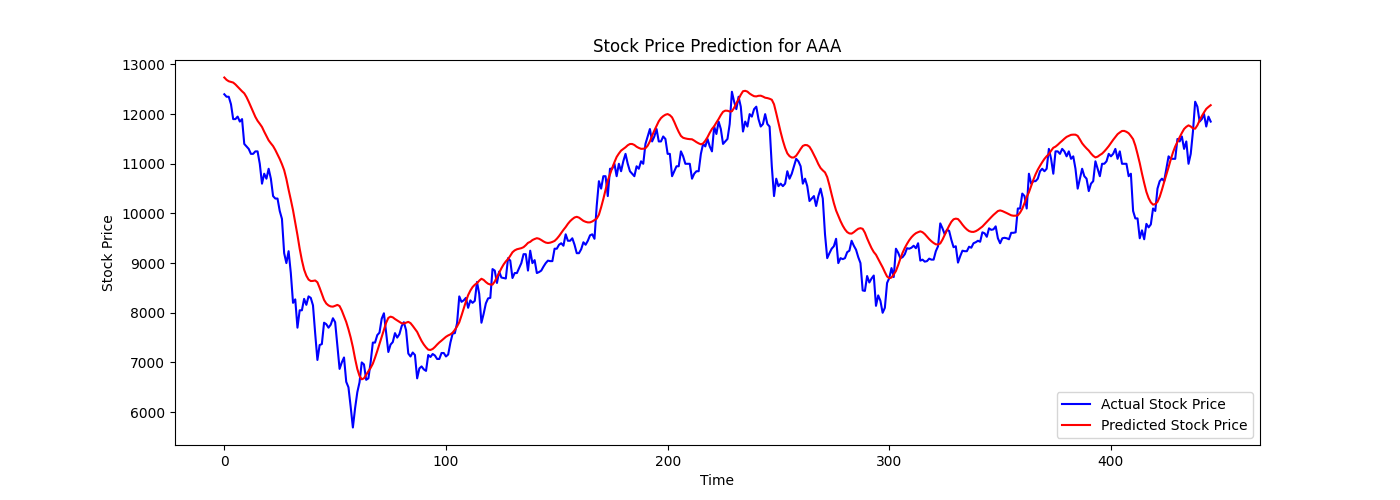 Stock Price Prediction for AAA
Stock Price
13000
12000
11000
10000
9000
8000
7000
6000
0 100 200 300 400
Time
Actual Stock Price
Predicted Stock Price